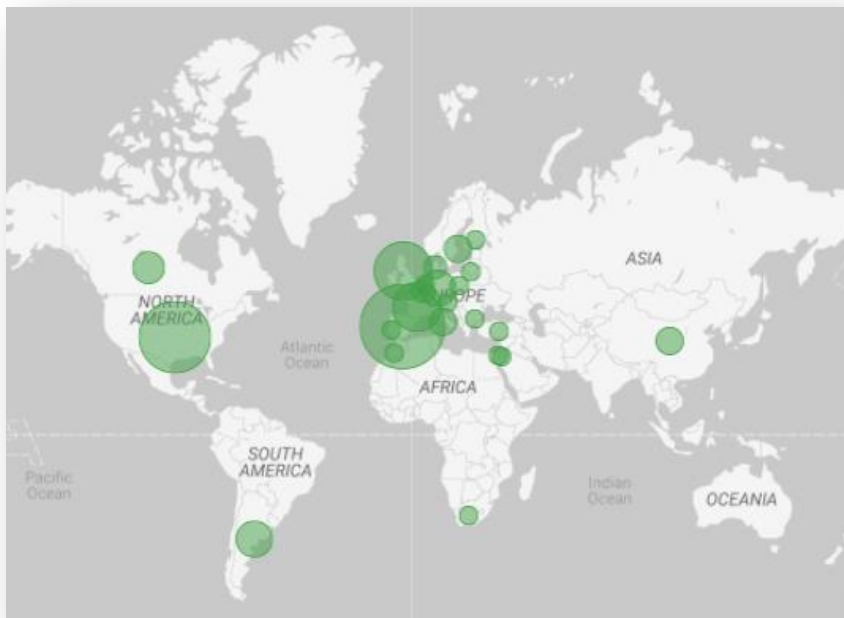 ASIA
NORTH
AMERICA
Atlantic
Ocean
AFRICA
SOUTH
AMERICA
Pacific
Ocean
Indian
Ocean
OCEANIA